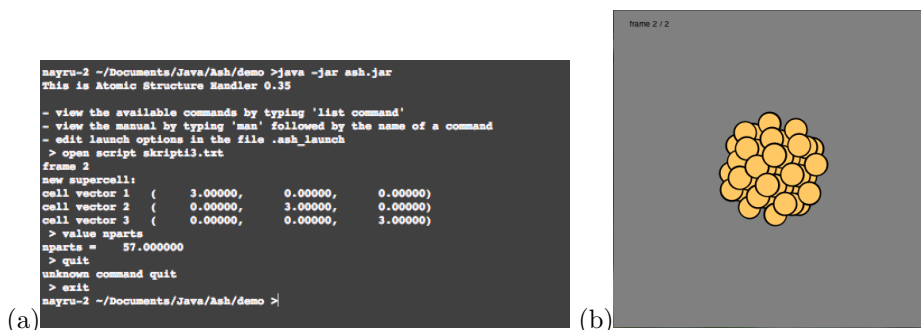 nayru-2 ~/Documents/Java/Ash/demo >java -jar ash.jar
This is Atomic Structure Handler 0.35
- view the available commands by typing 'list command'
- view the manual by typing 'man' followed by the name of a command
- edit launch options in the file .ash_launch
> open script skripti3.txt
frame 2
new supercell:
cell vector 1 ( 3.00000, 0.00000, 0.00000)
cell vector 2 ( 0.00000, 3.00000, 0.00000)
cell vector 3 ( 0.00000, 0.00000, 3.00000)
> value nparts
nparts = 57.000000
> quit
unknown command quit
> exit
nayru-2 ~/Documents/Java/Ash/demo >
(a)
frame 2 / 2
(b)